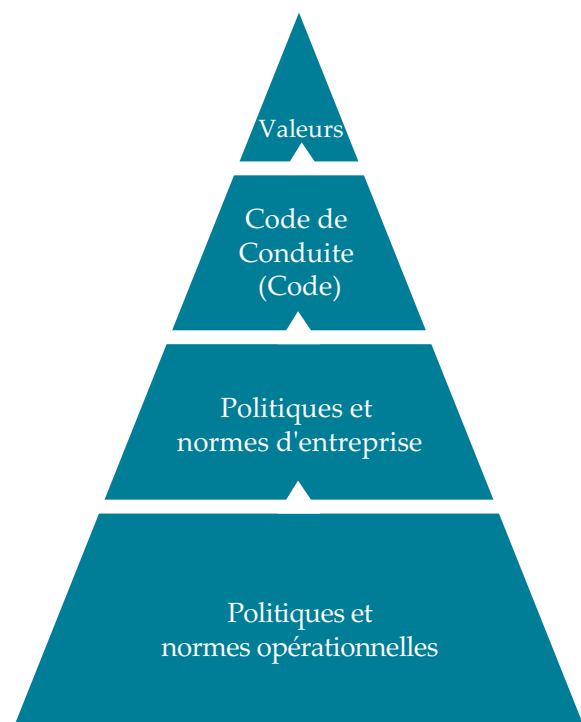 Valeurs
Code de
Conduite
(Code)
Politiques et
normes d'entreprise
Politiques et
normes opérationnelles